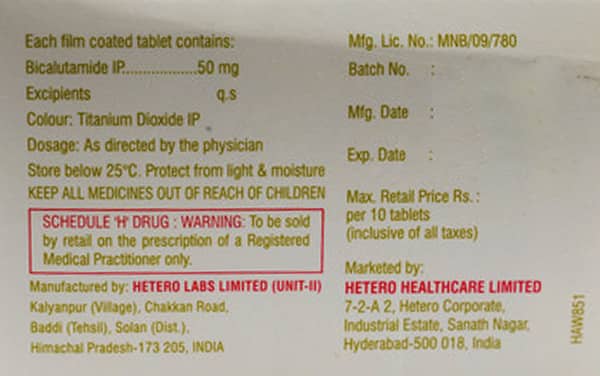 Each film coated tablet contains:
Bicalutamide IP..................50 mg
Excipients q.s
Colour: Titanium Dioxide IP
Dosage: As directed by the physician
Store below 25°C. Protect from light & moisture
KEEP ALL MEDICINES OUT OF REACH OF CHILDREN
SCHEDULE 'H' DRUG : WARNING: To be sold
by retail on the prescription of a Registered
Medical Practitioner only.
Manufactured by: HETERO LABS LIMITED (UNIT-II)
Kalyanpur (Village), Chakkan Road,
Baddi (Tehsil), Solan (Dist.),
Himachal Pradesh-173 205, INDIA
Mfg. Lic. No.: MNB/09/780
Batch No. :
Mfg. Date :
Exp. Date :
Max. Retail Price Rs. :
per 10 tablets
(inclusive of all taxes)
Marketed by:
HETERO HEALTHCARE LIMITED
7-2-A 2, Hetero Corporate,
Industrial Estate, Sanath Nagar,
Hyderabad-500 018, India
HAW851